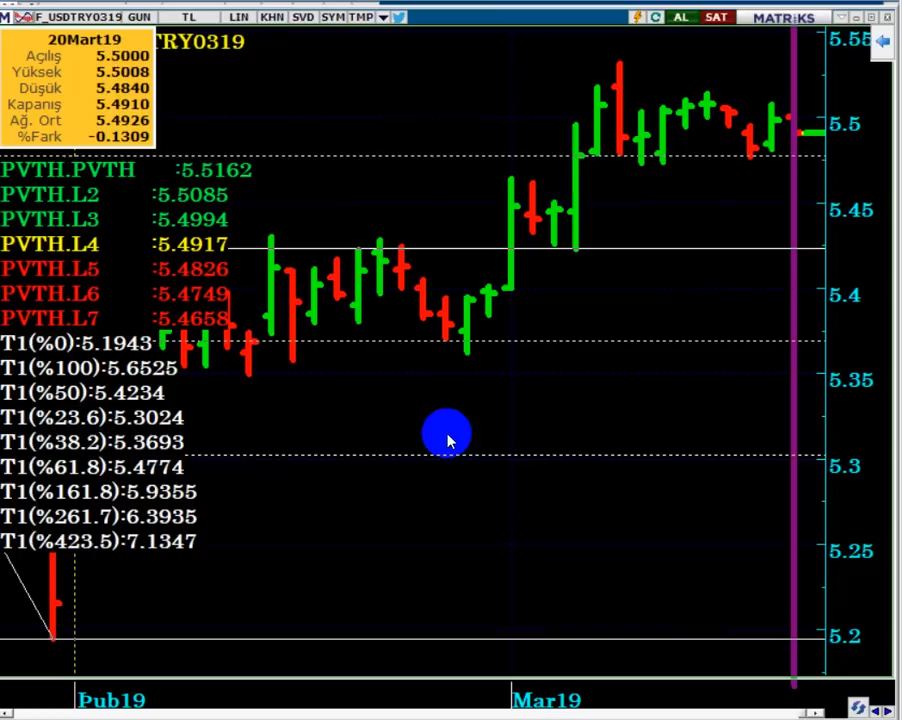 F_USDTRY0319 GUN TL LIN KHN SVD SYM TMP AL SAT MATRiKS
20Mart19
Açılış 5.5000
Yüksek 5.5008
Düşük 5.4840
Kapanış 5.4910
Ağ. Ort 5.4926
%Fark -0.1309
TRY0319
PVTH.PVTH :5.5162
PVTH.L2 :5.5085
PVTH.L3 :5.4994
PVTH.L4 :5.4917
PVTH.L5 :5.4826
PVTH.L6 :5.4749
PVTH.L7 :5.4658
T1(%0):5.1943
T1(%100):5.6525
T1(%50):5.4234
T1(%23.6):5.3024
T1(%38.2):5.3693
T1(%61.8):5.4774
T1(%161.8):5.9355
T1(%261.7):6.3935
T1(%423.5):7.1347
5.55
5.5
5.45
5.4
5.35
5.3
5.25
5.2
Şub19 Mar19